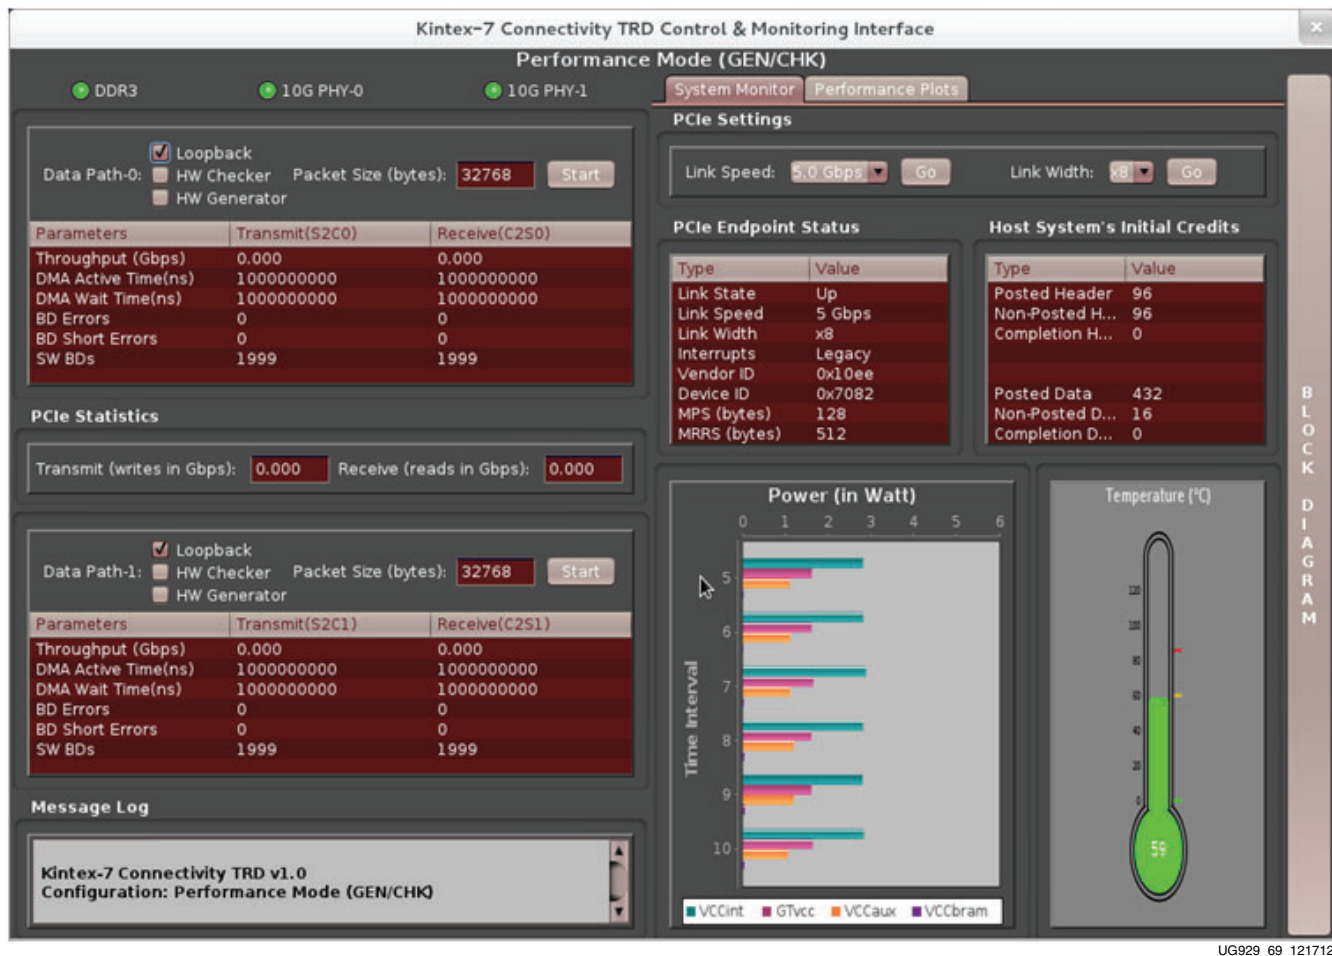 Kintex-7 Connectivity TRD Control & Monitoring Interface
Performance Mode (GEN/CHK)
DDR3 10G PHY-0 10G PHY-1
Loopback
Data Path-0: HW Checker Packet Size (bytes): 32768 Start
HW Generator
Parameters Transmit(S2C0) Receive(C2S0)
Throughput (Gbps) 0.000 0.000
DMA Active Time(ns) 1000000000 1000000000
DMA Wait Time(ns) 1000000000 1000000000
BD Errors 0 0
BD Short Errors 0 0
SW BDs 1999 1999
PCIe Statistics
Transmit (writes in Gbps): 0.000 Receive (reads in Gbps): 0.000
Loopback
Data Path-1: HW Checker Packet Size (bytes): 32768 Start
HW Generator
Parameters Transmit(S2C1) Receive(C2S1)
Throughput (Gbps) 0.000 0.000
DMA Active Time(ns) 1000000000 1000000000
DMA Wait Time(ns) 1000000000 1000000000
BD Errors 0 0
BD Short Errors 0 0
SW BDs 1999 1999
Message Log
Kintex-7 Connectivity TRD v1.0
Configuration: Performance Mode (GEN/CHK)
System Monitor Performance Plots
PCIe Settings
Link Speed: 5.0 Gbps Go Link Width: x8 Go
PCIe Endpoint Status
Type Value
Link State Up
Link Speed 5 Gbps
Link Width x8
Interrupts Legacy
Vendor ID 0x10ee
Device ID 0x7082
MPS (bytes) 128
MRRS (bytes) 512
Host System's Initial Credits
Type Value
Posted Header 96
Non-Posted H... 96
Completion H... 0
Posted Data 432
Non-Posted D... 16
Completion D... 0
Power (in Watt)
0 1 2 3 4 5 6
Time Interval
5
6
7
8
9
10
VCCint GTvcc VCCaux VCCbram
Temperature (°C)
120
100
80
60
40
20
0
59
BLOCK DIAGRAM
UG929_69_121712